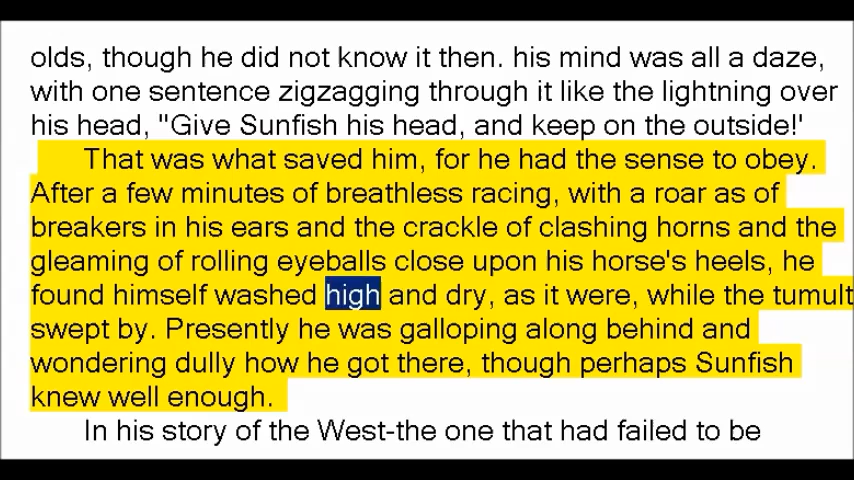 olds, though he did not know it then. his mind was all a daze,
with one sentence zigzagging through it like the lightning over
his head, "Give Sunfish his head, and keep on the outside!'
That was what saved him, for he had the sense to obey.
After a few minutes of breathless racing, with a roar as of
breakers in his ears and the crackle of clashing horns and the
gleaming of rolling eyeballs close upon his horse's heels, he
found himself washed high and dry, as it were, while the tumult
swept by. Presently he was galloping along behind and
wondering dully how he got there, though perhaps Sunfish
knew well enough.
In his story of the West-the one that had failed to be